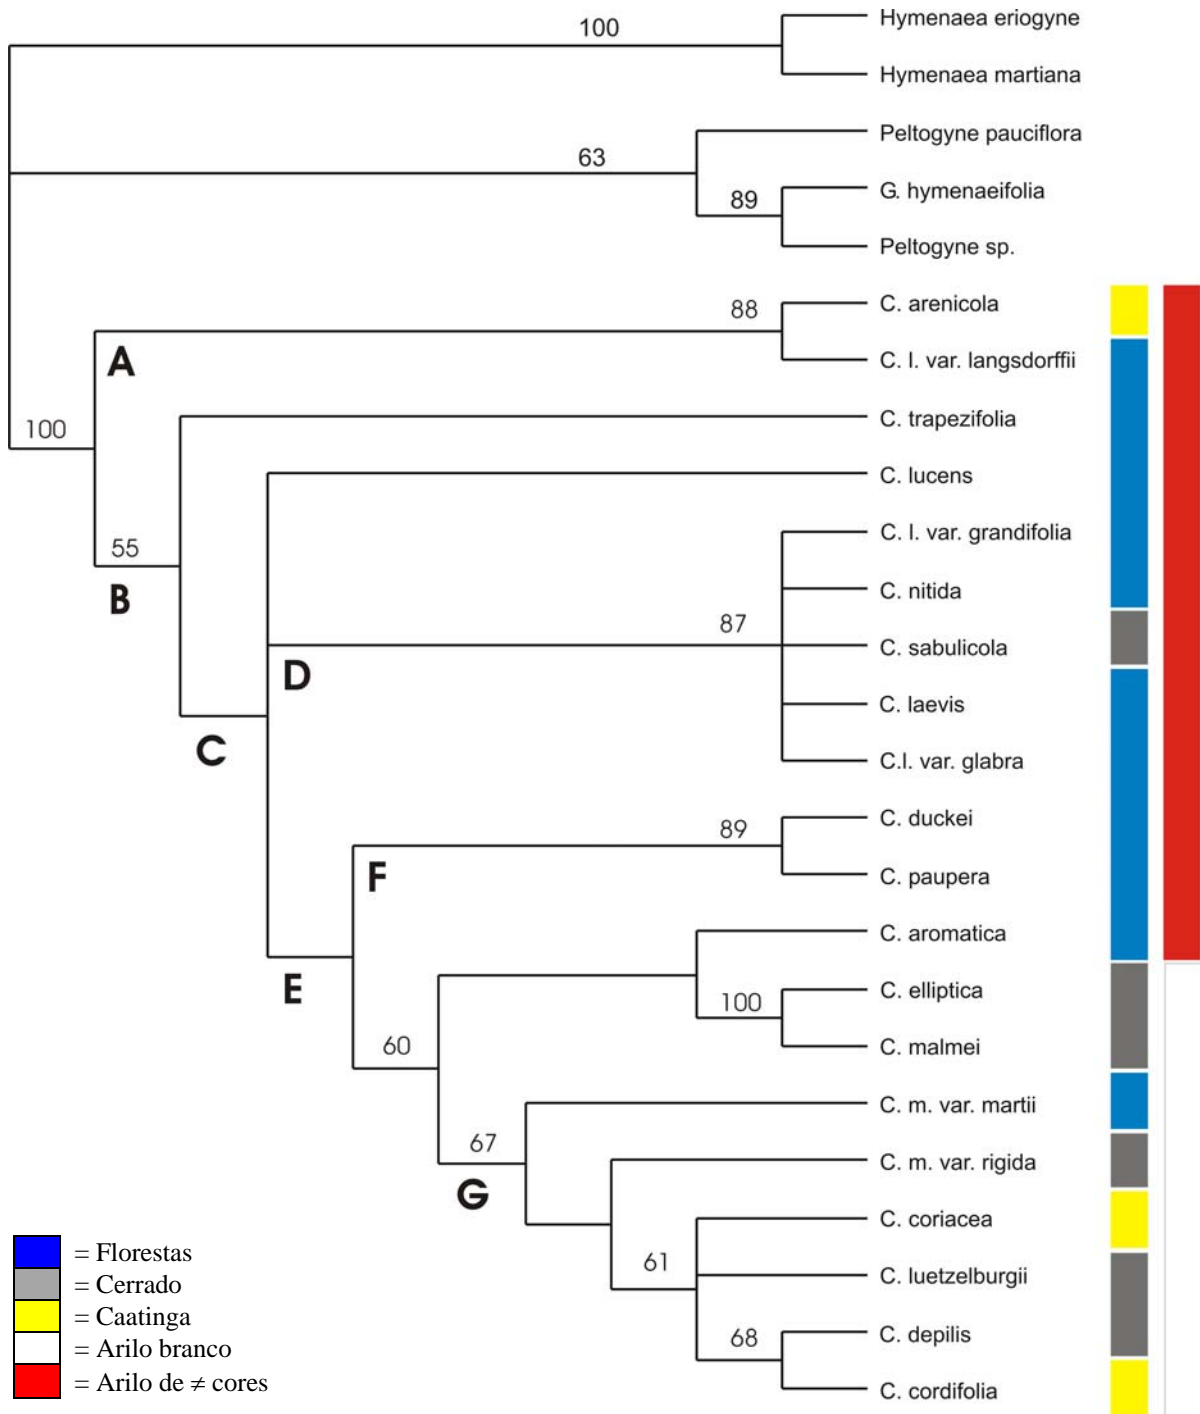 Hymenaea eriogyne
100
Hymenaea martiana
Peltogyne pauciflora
63
G. hymenaeifolia
89
Peltogyne sp.
C. arenicola
88
C. l. var. langsdorffii
A
C. trapezifolia
100
C. lucens
C. l. var. grandifolia
55
C. nitida
B
87
C. sabulicola
D
C. laevis
C
C.l. var. glabra
C. duckei
89
F
C. paupera
C. aromatica
E
C. elliptica
100
C. malmei
60
C. m. var. martii
67
C. m. var. rigida
G
C. coriacea
= Florestas
61
C. luetzelburgii
= Cerrado
= Caatinga
C. depilis
68
= Arilo branco
= Arilo de ≠ cores
C. cordifolia